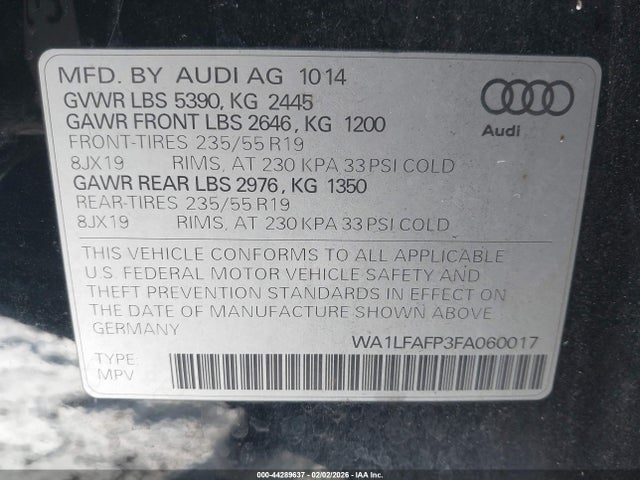 MFD. BY AUDI AG 1014
GVWR LBS 5390, KG 2445
GAWR FRONT LBS 2646, KG 1200
FRONT-TIRES 235/55 R19
8JX19 RIMS, AT 230 KPA 33 PSI COLD
GAWR REAR LBS 2976, KG 1350
REAR-TIRES 235/55 R19
8JX19 RIMS, AT 230 KPA 33 PSI COLD
THIS VEHICLE CONFORMS TO ALL APPLICABLE
U.S. FEDERAL MOTOR VEHICLE SAFETY AND
THEFT PREVENTION STANDARDS IN EFFECT ON
THE DATE OF MANUFACTURE SHOWN ABOVE
GERMANY
WA1LFAFP3FA060017
TYPE:
MPV
Audi
000-44289637 - 02/02/2026 - IAA Inc.